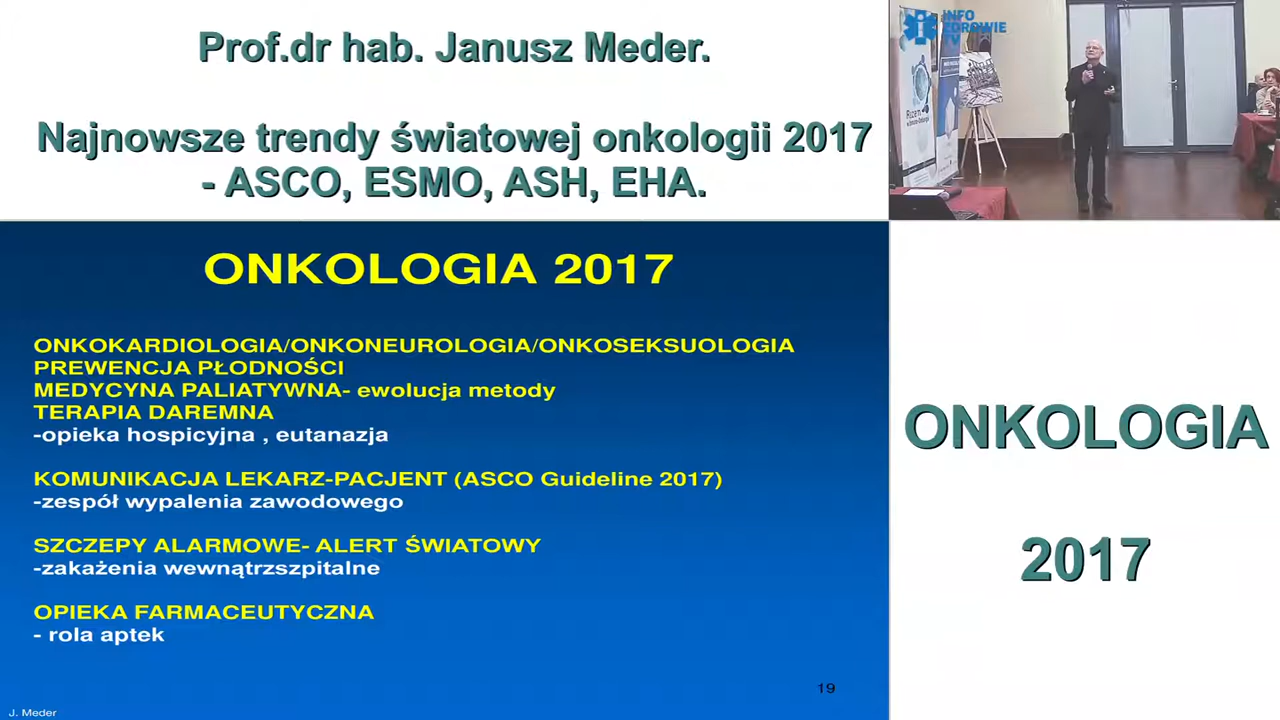 Prof.dr hab. Janusz Meder.
Najnowsze trendy światowej onkologii 2017
- ASCO, ESMO, ASH, EHA.
INFO
ZDROWIE
TV
ONKOLOGIA 2017
ONKOKARDIOLOGIA/ONKONEUROLOGIA/ONKOSEKSUOLOGIA
PREWENCJA PŁODNOŚCI
MEDYCYNA PALIATYWNA- ewolucja metody
TERAPIA DAREMNA
-opieka hospicyjna , eutanazja
KOMUNIKACJA LEKARZ-PACJENT (ASCO Guideline 2017)
-zespół wypalenia zawodowego
SZCZEPY ALARMOWE- ALERT ŚWIATOWY
-zakażenia wewnątrzszpitalne
OPIEKA FARMACEUTYCZNA
- rola aptek
19
J. Meder
ONKOLOGIA
2017